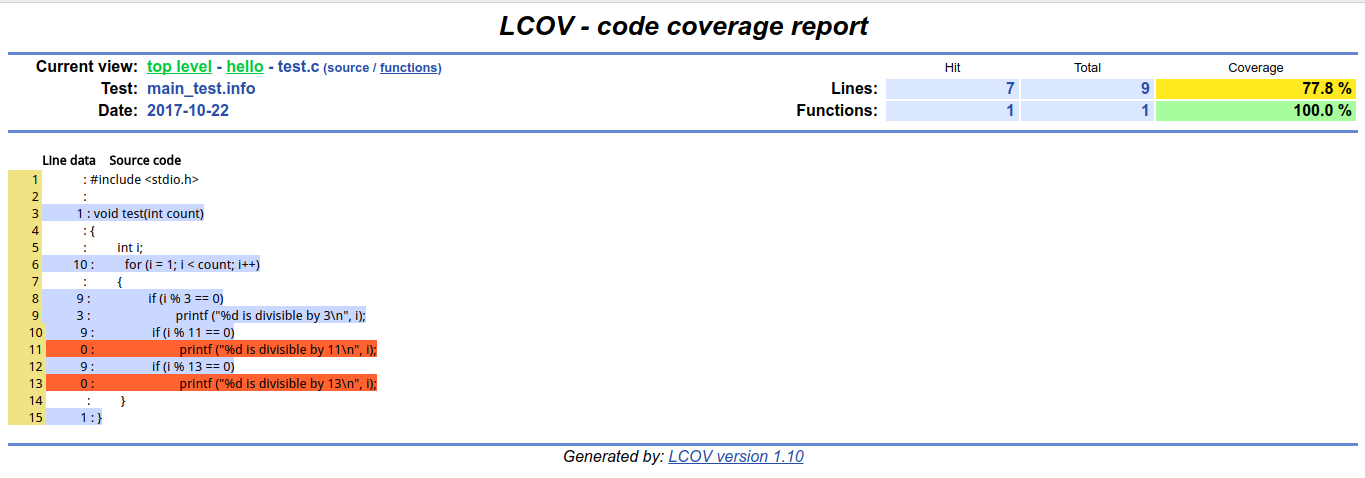 LCOV - code coverage report
Current view: top level - hello - test.c (source / functions) Hit Total Coverage
Test: main_test.info Lines: 7 9 77.8 %
Date: 2017-10-22 Functions: 1 1 100.0 %
Line data Source code
1 : #include <stdio.h>
2 :
3 1 : void test(int count)
4 : {
5 : int i;
6 10 : for (i = 1; i < count; i++)
7 : {
8 9 : if (i % 3 == 0)
9 3 : printf ("%d is divisible by 3\n", i);
10 9 : if (i % 11 == 0)
11 0 : printf ("%d is divisible by 11\n", i);
12 9 : if (i % 13 == 0)
13 0 : printf ("%d is divisible by 13\n", i);
14 : }
15 1 : }
Generated by: LCOV version 1.10